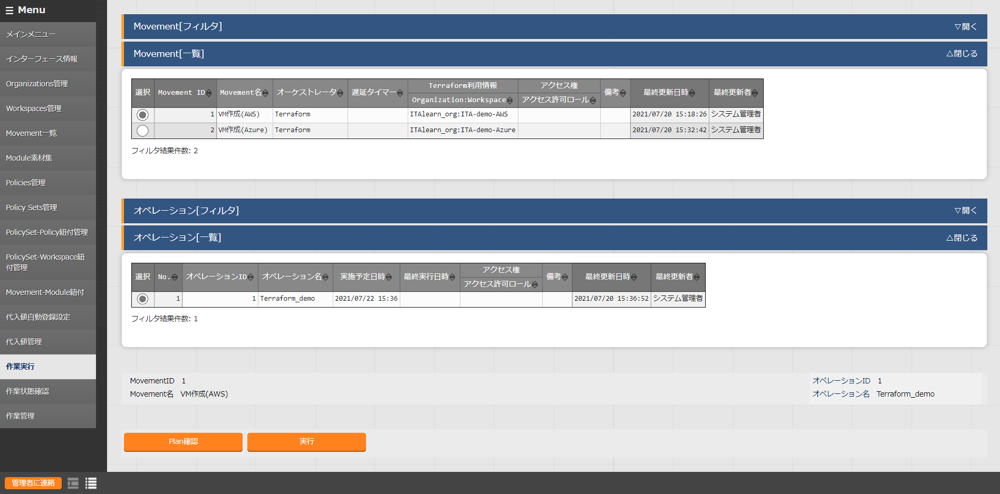 Menu
メインメニュー
インターフェース情報
Organizations管理
Workspaces管理
Movement一覧
Module素材集
Policies管理
Policy Sets管理
PolicySet-Policy紐付管理
PolicySet-Workspace紐
付管理
Movement-Module紐付
代入値自動登録設定
代入値管理
作業実行
作業状態確認
作業管理
Movement[フィルタ] ▽開く
Movement[一覧] △閉じる
選択 Movement ID Movement名 オーケストレータ 遅延タイマー Terraform利用情報 アクセス権 備考 最終更新日時 最終更新者
Organization:Workspace アクセス許可ロール
1 VM作成(AWS) Terraform ITAlearn_org:ITA-demo-AWS 2021/07/20 15:18:26 システム管理者
2 VM作成(Azure) Terraform ITAlearn_org:ITA-demo-Azure 2021/07/20 15:32:42 システム管理者
フィルタ結果件数: 2
オペレーション[フィルタ] ▽開く
オペレーション[一覧] △閉じる
選択 No. オペレーションID オペレーション名 実施予定日時 最終実行日時 アクセス権 備考 最終更新日時 最終更新者
アクセス許可ロール
1 1 Terraform_demo 2021/07/22 15:36 2021/07/20 15:36:52 システム管理者
フィルタ結果件数: 1
MovementID 1 オペレーションID 1
Movement名 VM作成(AWS) オペレーション名 Terraform_demo
Plan確認 実行
管理者に連絡